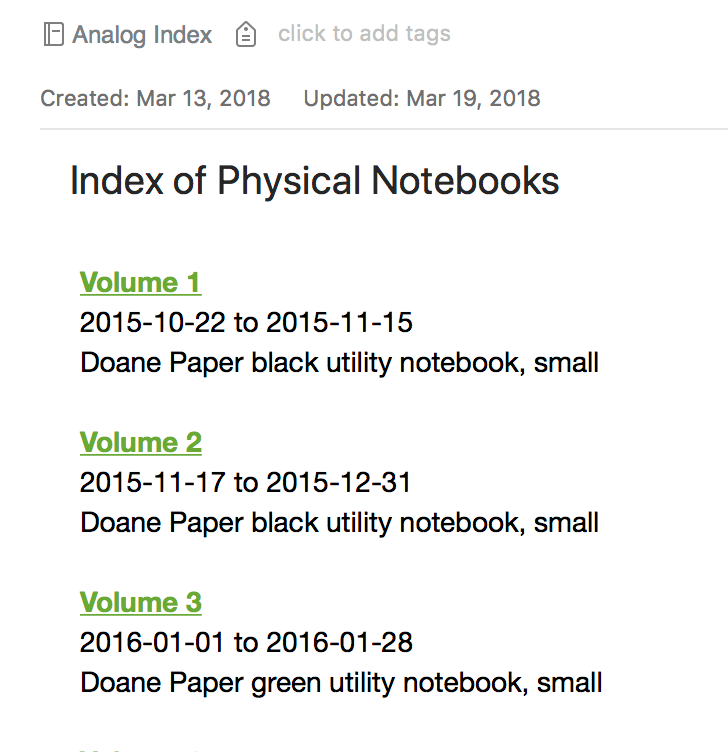 Analog Index click to add tags
Created: Mar 13, 2018 Updated: Mar 19, 2018
Index of Physical Notebooks
Volume 1
2015-10-22 to 2015-11-15
Doane Paper black utility notebook, small
Volume 2
2015-11-17 to 2015-12-31
Doane Paper black utility notebook, small
Volume 3
2016-01-01 to 2016-01-28
Doane Paper green utility notebook, small